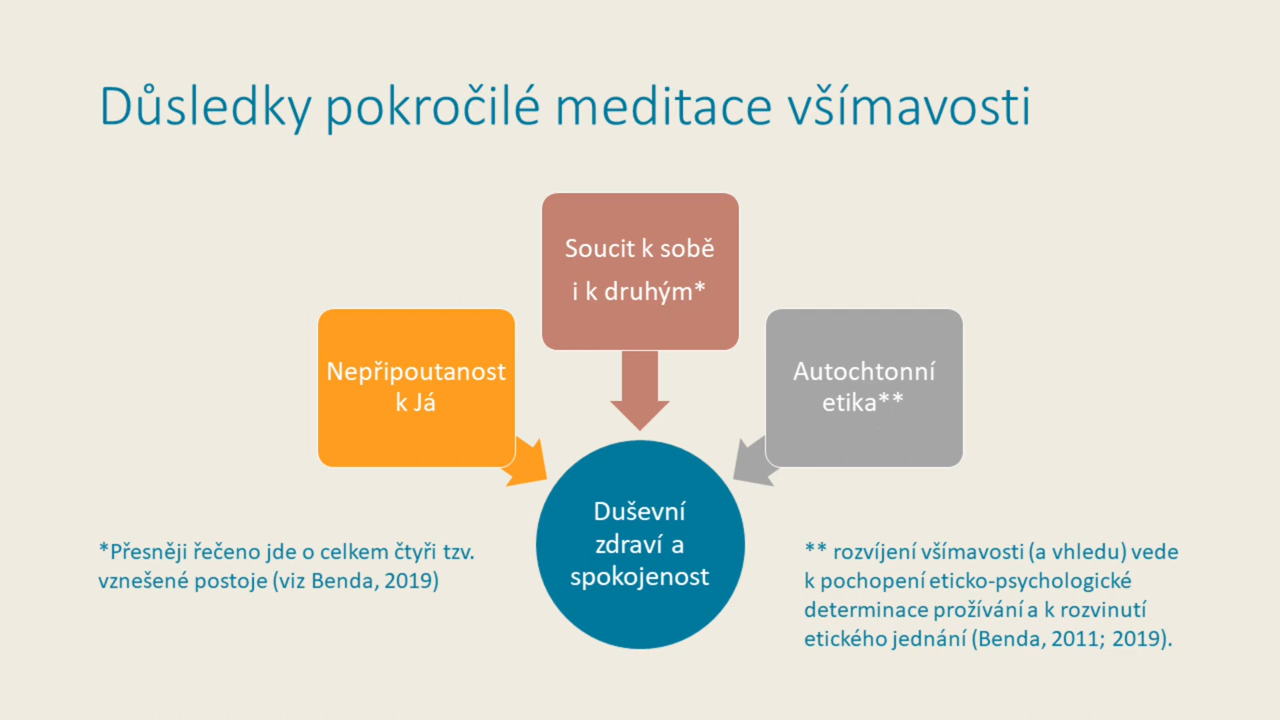 Důsledky pokročilé meditace všímavosti
Soucit k sobě
i k druhým*
Nepřipoutanost
k Já
Autochtonní
etika**
Duševní
zdraví a
spokojenost
*Přesněji řečeno jde o celkem čtyři tzv.
vznešené postoje (viz Benda, 2019)
** rozvíjení všímavosti (a vhledu) vede
k pochopení eticko-psychologické
determinace prožívání a k rozvinutí
etického jednání (Benda, 2011; 2019).